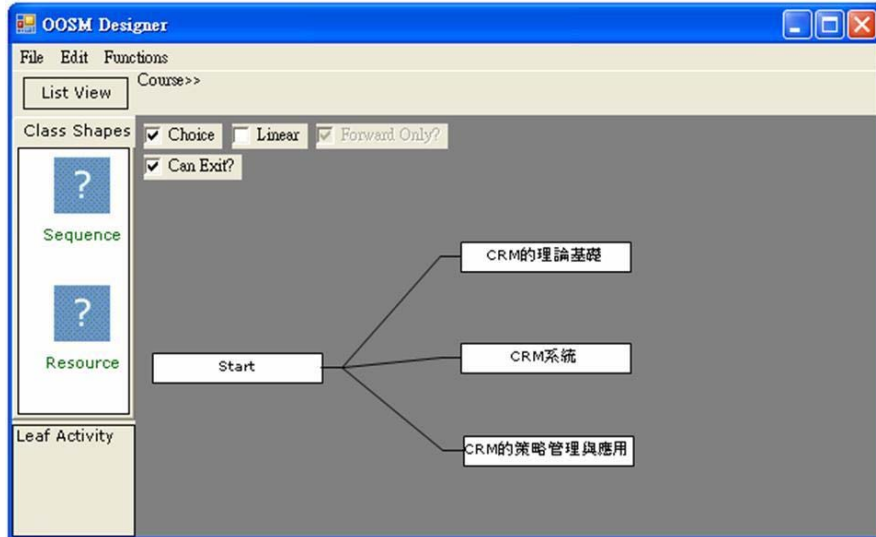 OOSM Designer
File Edit Functions
List View
Course>>
Class Shapes
Choice Linear Forward Only?
Can Exit?
?
Sequence
?
Resource
CRM的理論基礎
Start
CRM系統
CRM的策略管理與應用
Leaf Activity